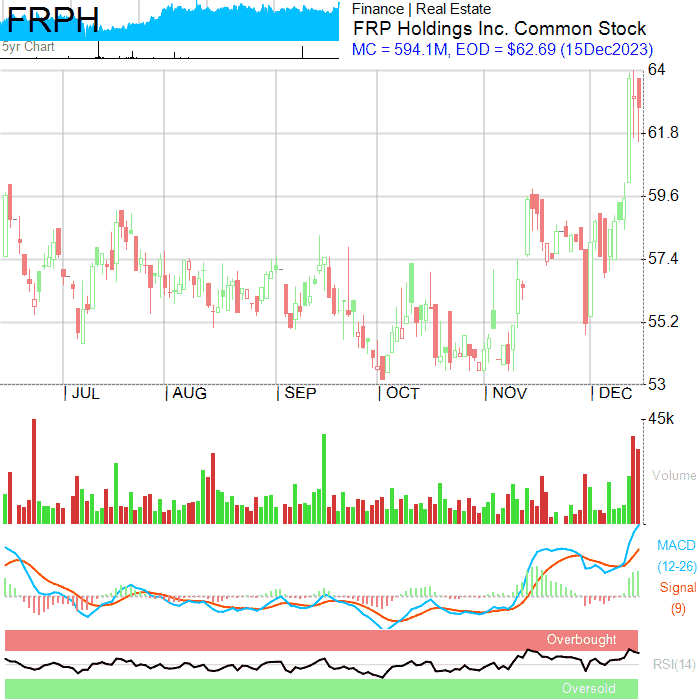 FRPH
5yr Chart
Finance | Real Estate
FRP Holdings Inc. Common Stock
MC = 594.1M, EOD = $62.69 (15Dec2023)
64
61.8
59.6
57.4
55.2
53
JUL AUG SEP OCT NOV DEC
45k
Volume
MACD
(12-26)
Signal
(9)
Overbought
RSI(14)
Oversold